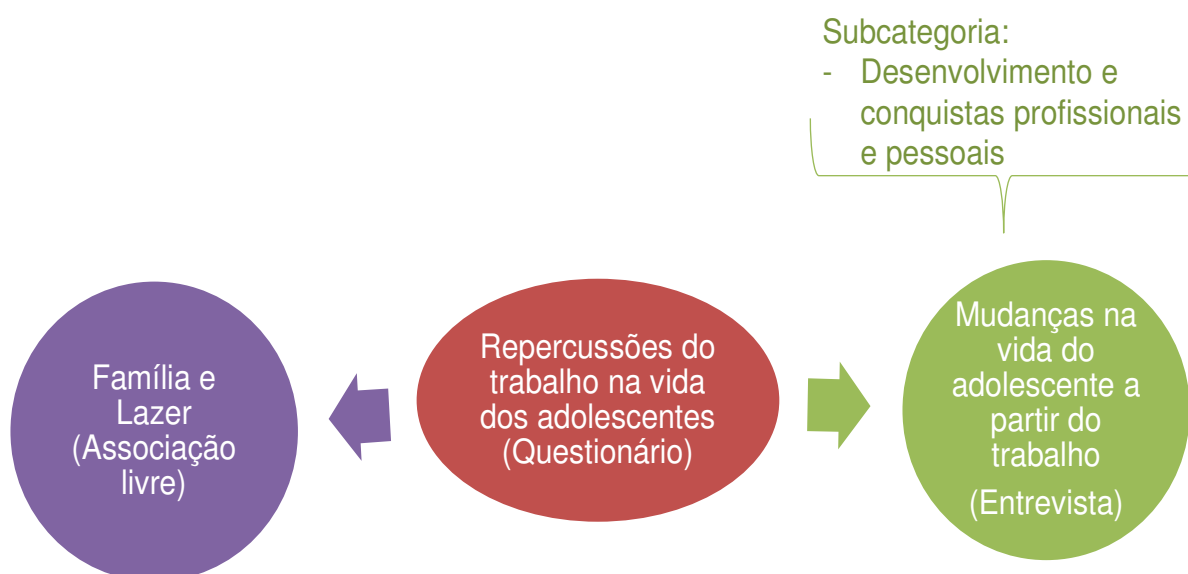 Subcategoria:
- Desenvolvimento e
conquistas profissionais
e pessoais
Família e
Lazer
(Associação
livre)
Repercussões do
trabalho na vida
dos adolescentes
(Questionário)
Mudanças na
vida do
adolescente a
partir do
trabalho
(Entrevista)